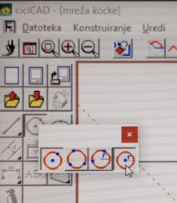 ciciCAD - [mreža kocke]
Datoteka Konstruiranje Uredi